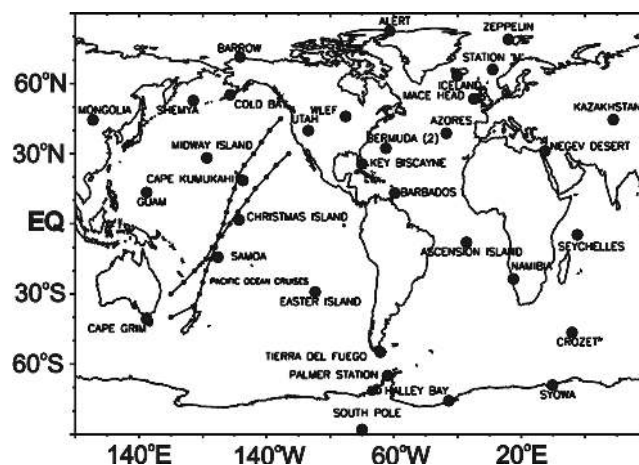 ALERT
ZEPPELIN
BARROW
STATION 'M'
60°N
ICELAND
MACE HEAD
COLD BAY
SHEMYA
MONGOLIA
WLEF
UTAH
AZORES
KAZAKHSTAN
BERMUDA (2)
MIDWAY ISLAND
30°N
NEGEV DESERT
KEY BISCAYNE
CAPE KUMUKAHI
GUAM
BARBADOS
EQ
CHRISTMAS ISLAND
SEYCHELLES
ASCENSION ISLAND
SAMOA
NAMIBIA
PACIFIC OCEAN CRUISES
30°S
EASTER ISLAND
CAPE GRIM
CROZET
TIERRA DEL FUEGO
60°S
PALMER STATION
HALLEY BAY
SYOWA
SOUTH POLE
140°E 140°W 60°W 20°E